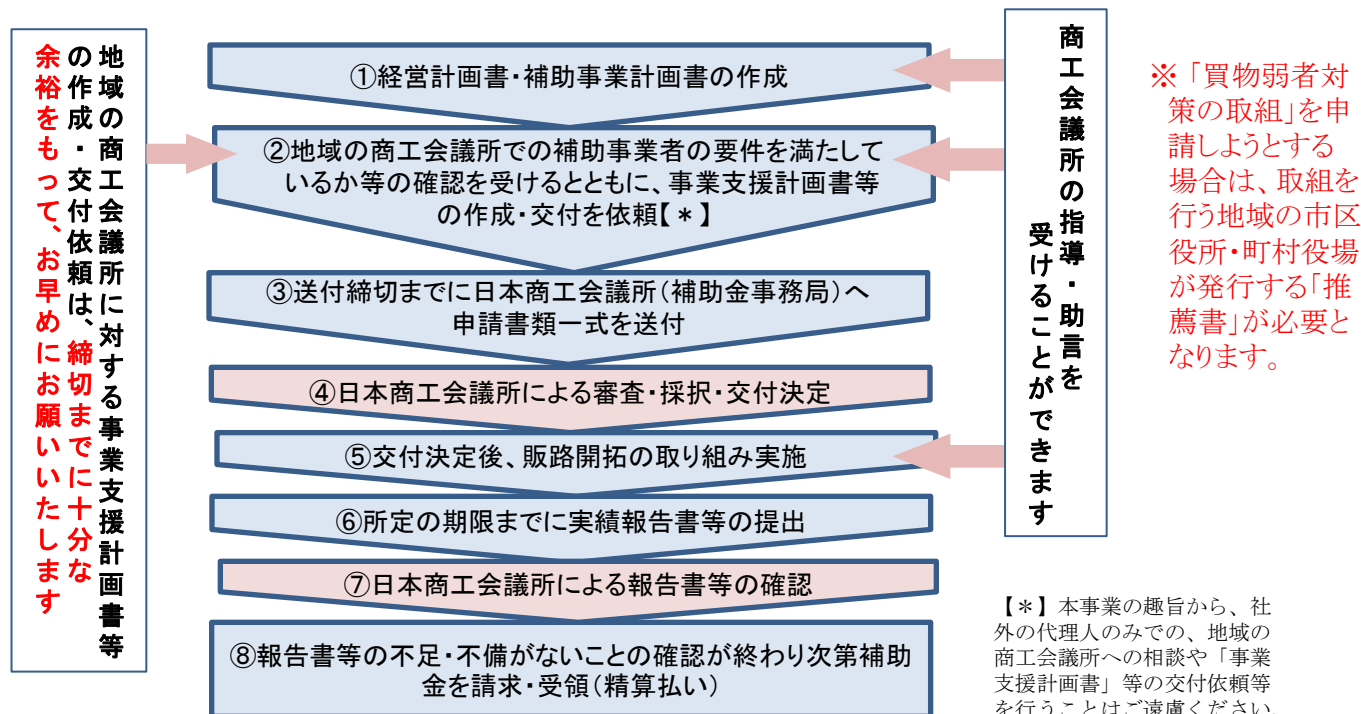 地域の商工会議所に対する事業支援計画書等
の作成・交付依頼は、締切までに十分な
余裕をもって、お早めにお願いいたします
①経営計画書・補助事業計画書の作成
②地域の商工会議所での補助事業者の要件を満たして
いるか等の確認を受けるとともに、事業支援計画書等
の作成・交付を依頼【＊】
③送付締切までに日本商工会議所（補助金事務局）へ
申請書類一式を送付
④日本商工会議所による審査・採択・交付決定
⑤交付決定後、販路開拓の取り組み実施
⑥所定の期限までに実績報告書等の提出
⑦日本商工会議所による報告書等の確認
⑧報告書等の不足・不備がないことの確認が終わり次第補助
金を請求・受領（精算払い）
商工会議所の指導・助言を
受けることができます
※「買物弱者対
策の取組」を申
請しようとする
場合は、取組を
行う地域の市区
役所・町村役場
が発行する「推
薦書」が必要と
なります。
【＊】本事業の趣旨から、社
外の代理人のみでの、地域の
商工会議所への相談や「事業
支援計画書」等の交付依頼等
を行うことはご遠慮ください。